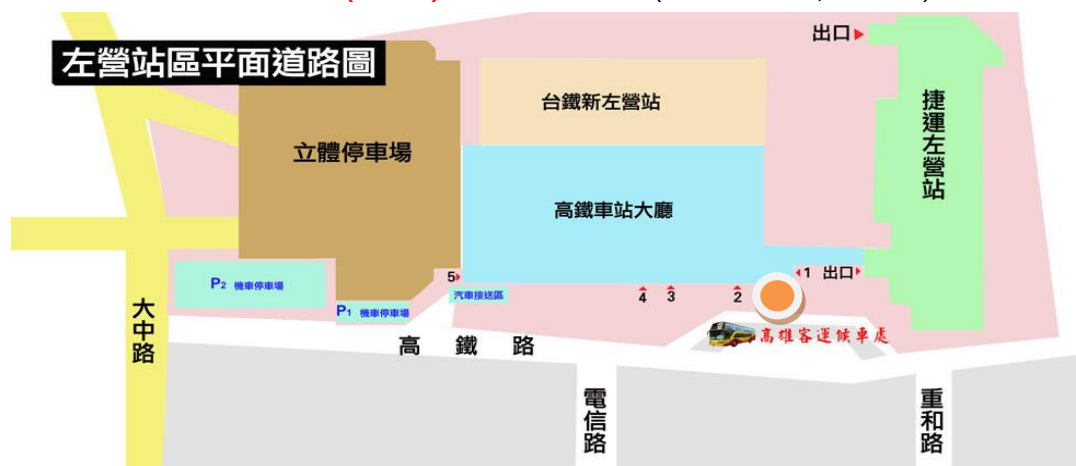 左營站區平面道路圖
出口
台鐵新左營站
捷運左營站
立體停車場
高鐵車站大廳
5
1 出口
P2 機車停車場
汽車接送區
4
3
2
P1 機車停車場
大中路
高鐵路
高雄客運候車處
電信路
重和路